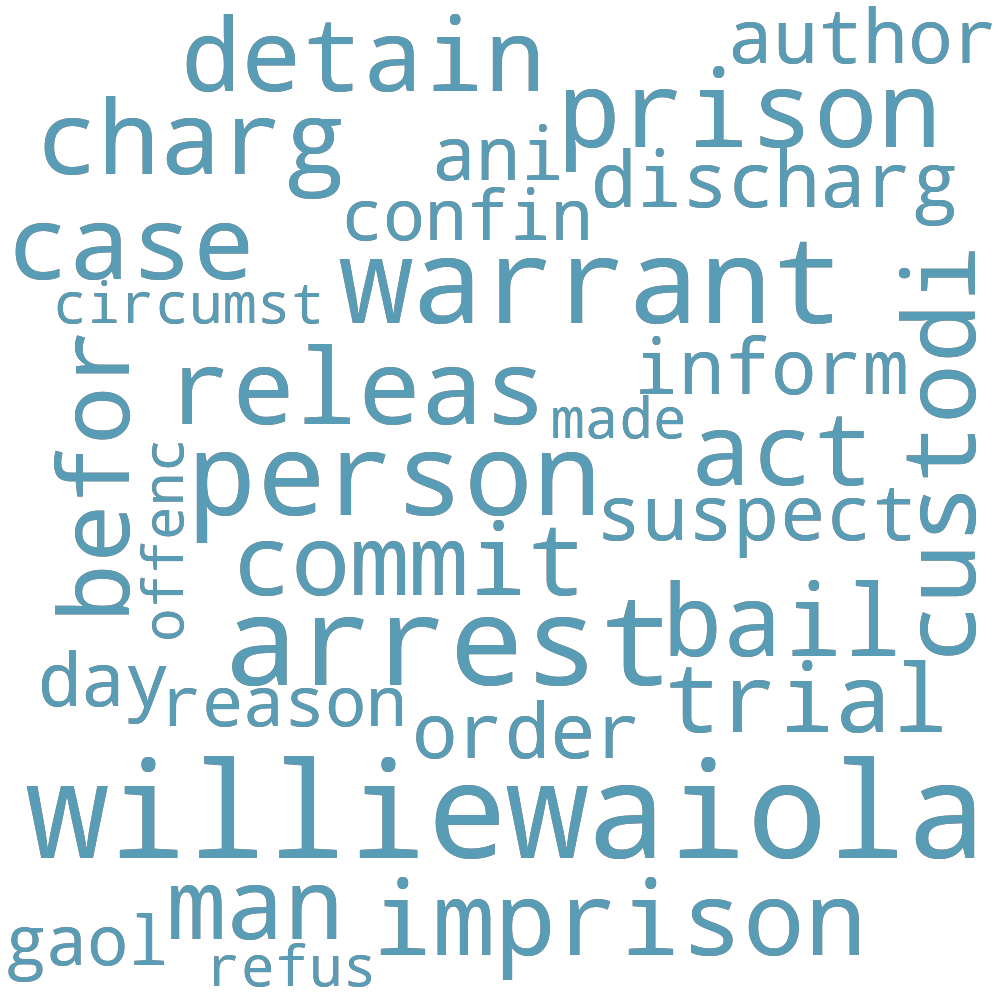 detain
author
charg
prison
ani
discharg
confin
case
warrant
circumst
custodi
befor
releas
inform
made
act
person
offenc
suspect
commit
arrest
bail
day
reason
order
trial
williewaiola
man
imprison
gaol
refus